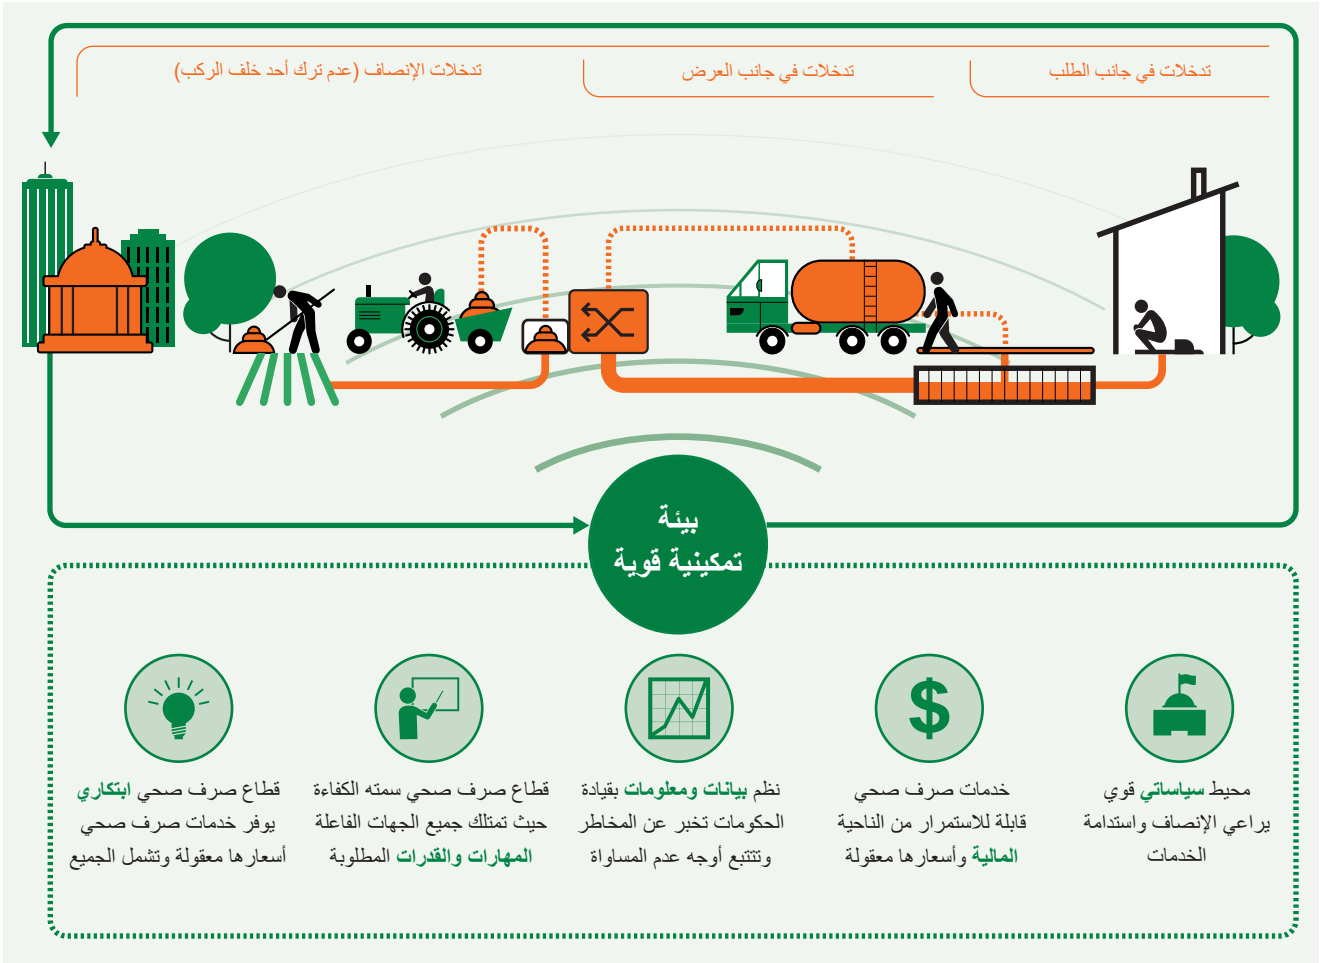 تدخلات في جانب الطلب
تدخلات في جانب العرض
تدخلات الإنصاف (عدم ترك أحد خلف الركب)
بيئة
تمكينية قوية
محيط سياساتي قوي
يراعي الإنصاف واستدامة
الخدمات
خدمات صرف صحي
قابلة للاستمرار من الناحية
المالية وأسعارها معقولة
نظم بيانات ومعلومات بقيادة
الحكومات تخبر عن المخاطر
وتتتبع أوجه عدم المساواة
قطاع صرف صحي سمته الكفاءة
حيث تمتلك جميع الجهات الفاعلة
المهارات والقدرات المطلوبة
قطاع صرف صحي ابتكاري
يوفر خدمات صرف صحي
أسعارها معقولة وتشمل الجميع